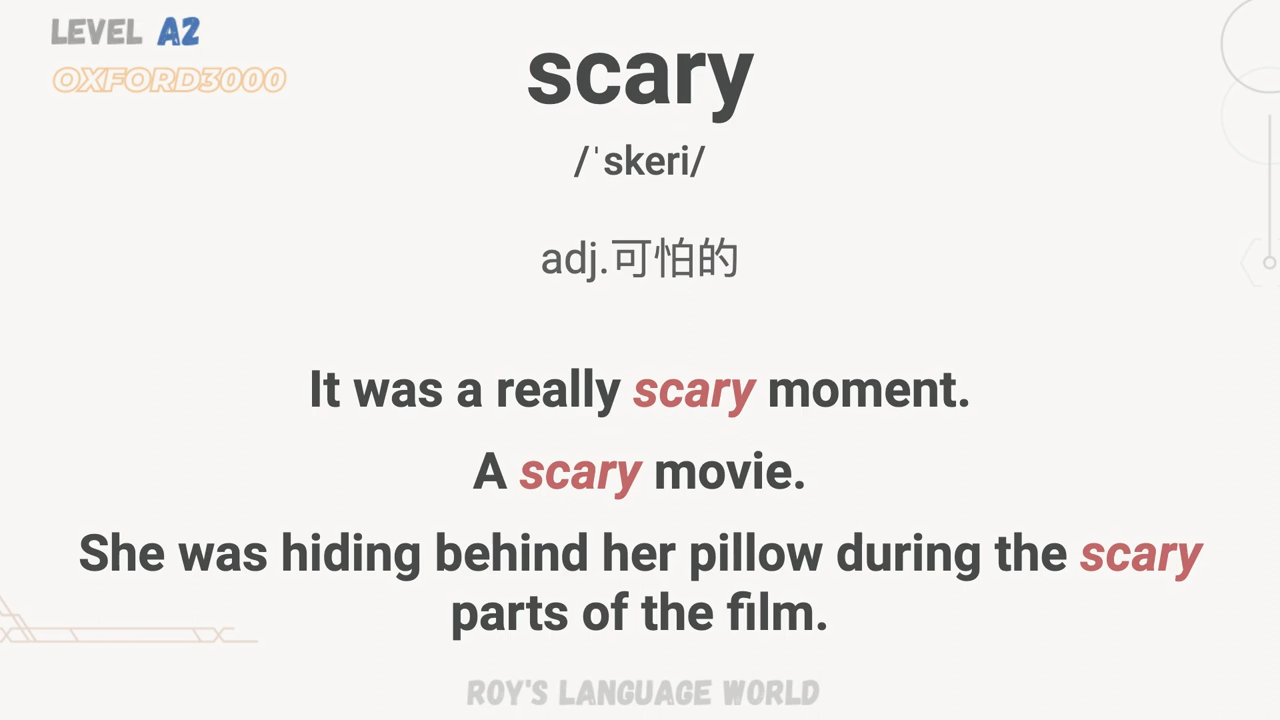 LEVEL A2
OXFORD3000
scary
/ˈskeri/
adj.可怕的
It was a really scary moment.
A scary movie.
She was hiding behind her pillow during the scary
parts of the film.
ROY'S LANGUAGE WORLD